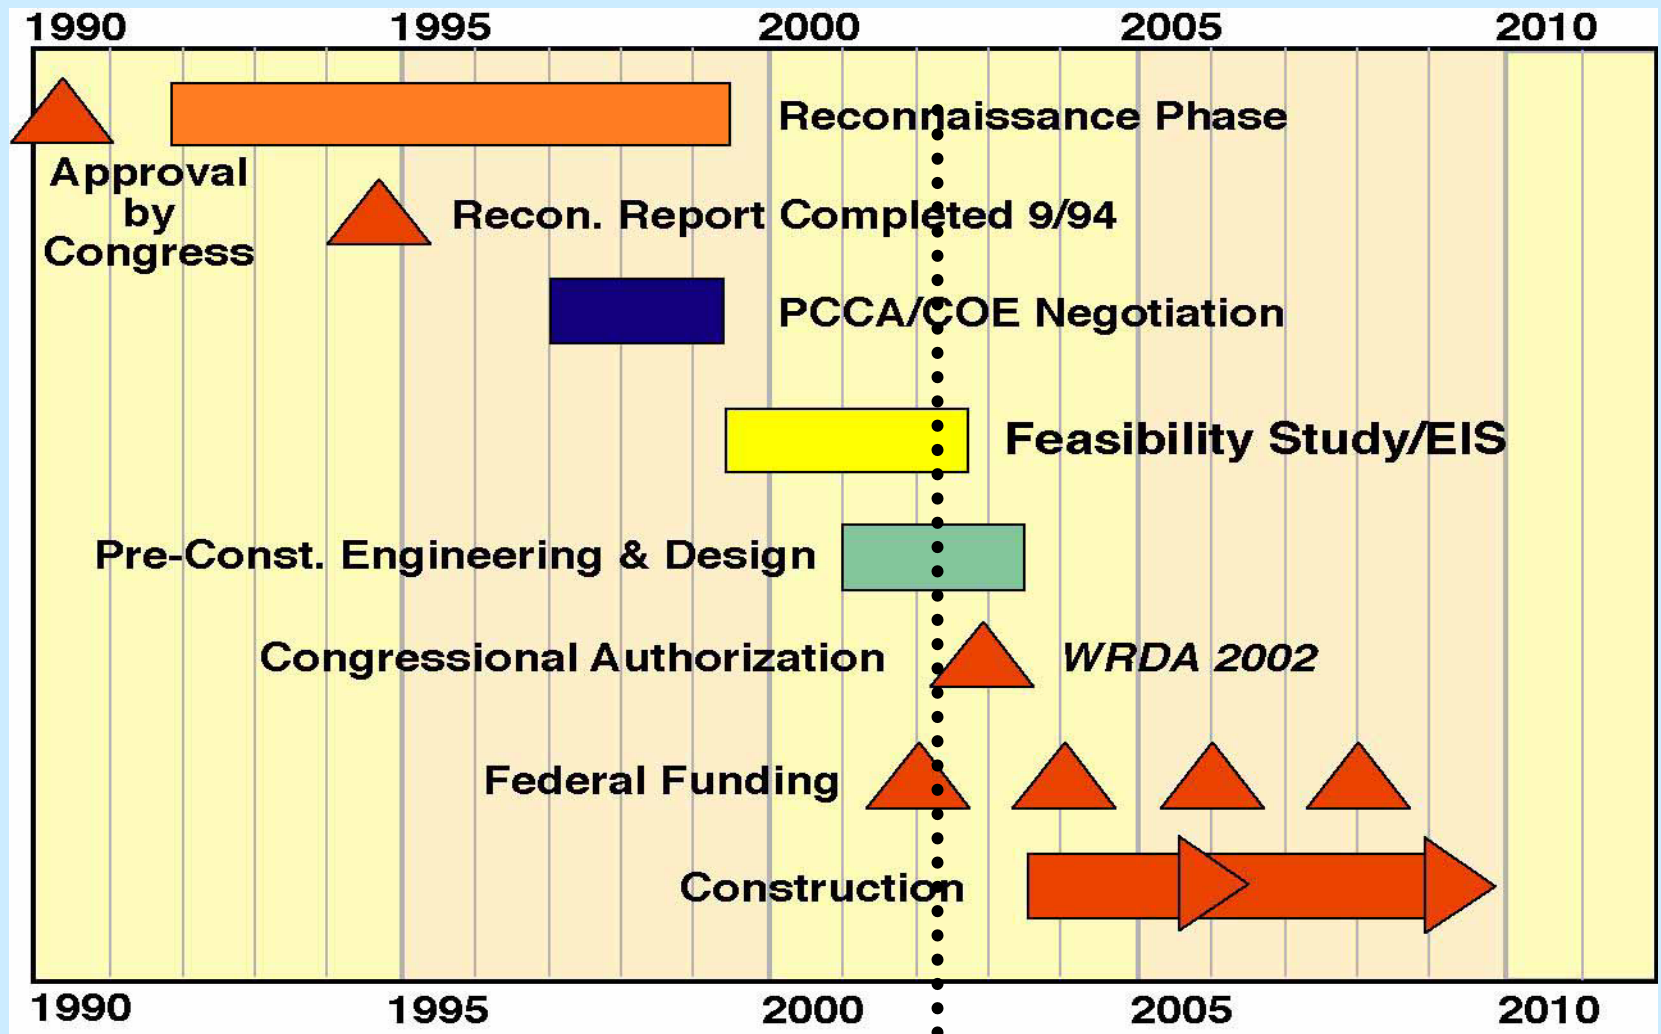 1990 1995 2000 2005 2010
Reconnaissance Phase
Approval
by
Congress
Recon. Report Completed 9/94
PCCA/COE Negotiation
Feasibility Study/EIS
Pre-Const. Engineering & Design
Congressional Authorization WRDA 2002
Federal Funding
Construction
1990 1995 2000 2005 2010